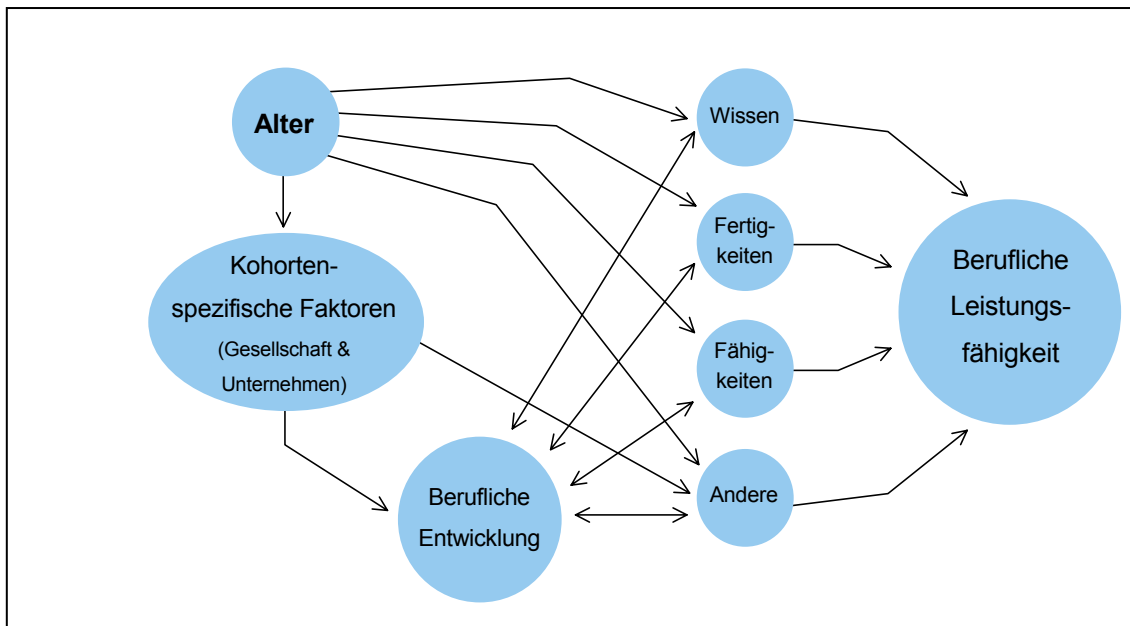 Alter
Kohorten-
spezifische Faktoren
(Gesellschaft &
Unternehmen)
Berufliche
Entwicklung
Wissen
Fertig-
keiten
Fähig-
keiten
Andere
Berufliche
Leistungs-
fähigkeit